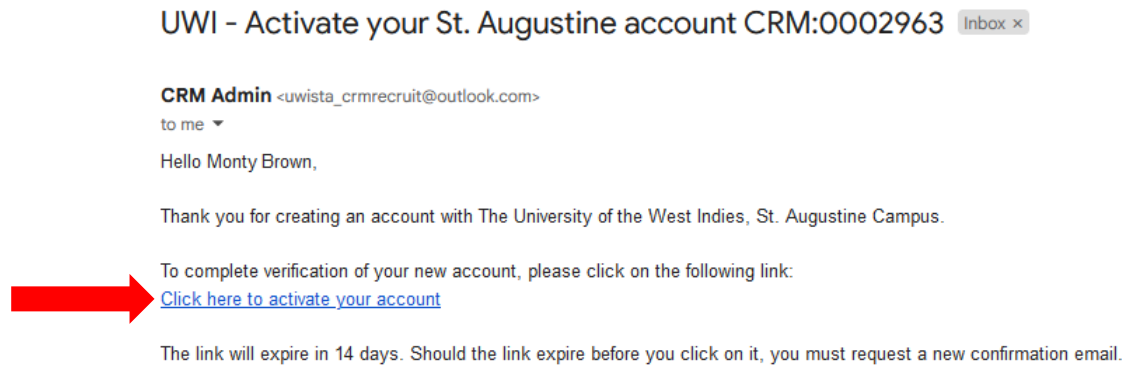 UWI - Activate your St. Augustine account CRM:0002963 Inbox ×
CRM Admin <uwista_crmrecruit@outlook.com>
to me
Hello Monty Brown,
Thank you for creating an account with The University of the West Indies, St. Augustine Campus.
To complete verification of your new account, please click on the following link:
Click here to activate your account
The link will expire in 14 days. Should the link expire before you click on it, you must request a new confirmation email.